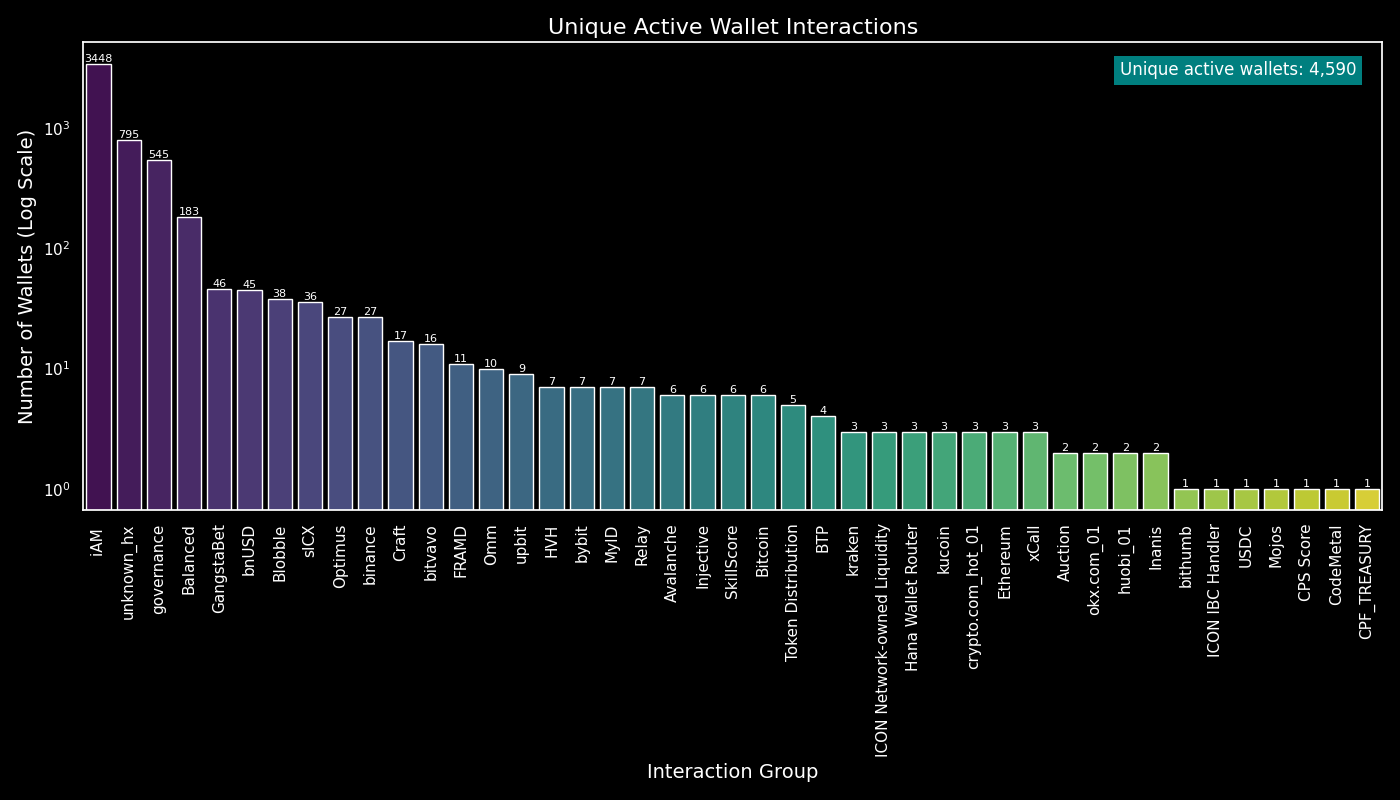 Unique Active Wallet Interactions
Unique active wallets: 4,590
Number of Wallets (Log Scale)
10³
10²
10¹
10⁰
3448
795
545
183
46
45
38
36
27
27
17
16
11
10
9
7
7
7
7
6
6
6
6
5
4
3
3
3
3
3
3
3
2
2
2
2
1
1
1
1
1
1
1
iAM
unknown_hx
governance
Balanced
GangstaBet
bnUSD
Blobble
sICX
Optimus
binance
Craft
bitvavo
FRAMD
Omm
upbit
HVH
bybit
MyID
Relay
Avalanche
Injective
SkillScore
Bitcoin
Token Distribution
BTP
kraken
ICON Network-owned Liquidity
Hana Wallet Router
kucoin
crypto.com_hot_01
Ethereum
xCall
Auction
okx.com_01
huobi_01
Inanis
bithumb
ICON IBC Handler
USDC
Mojos
CPS Score
CodeMetal
CPF_TREASURY
Interaction Group